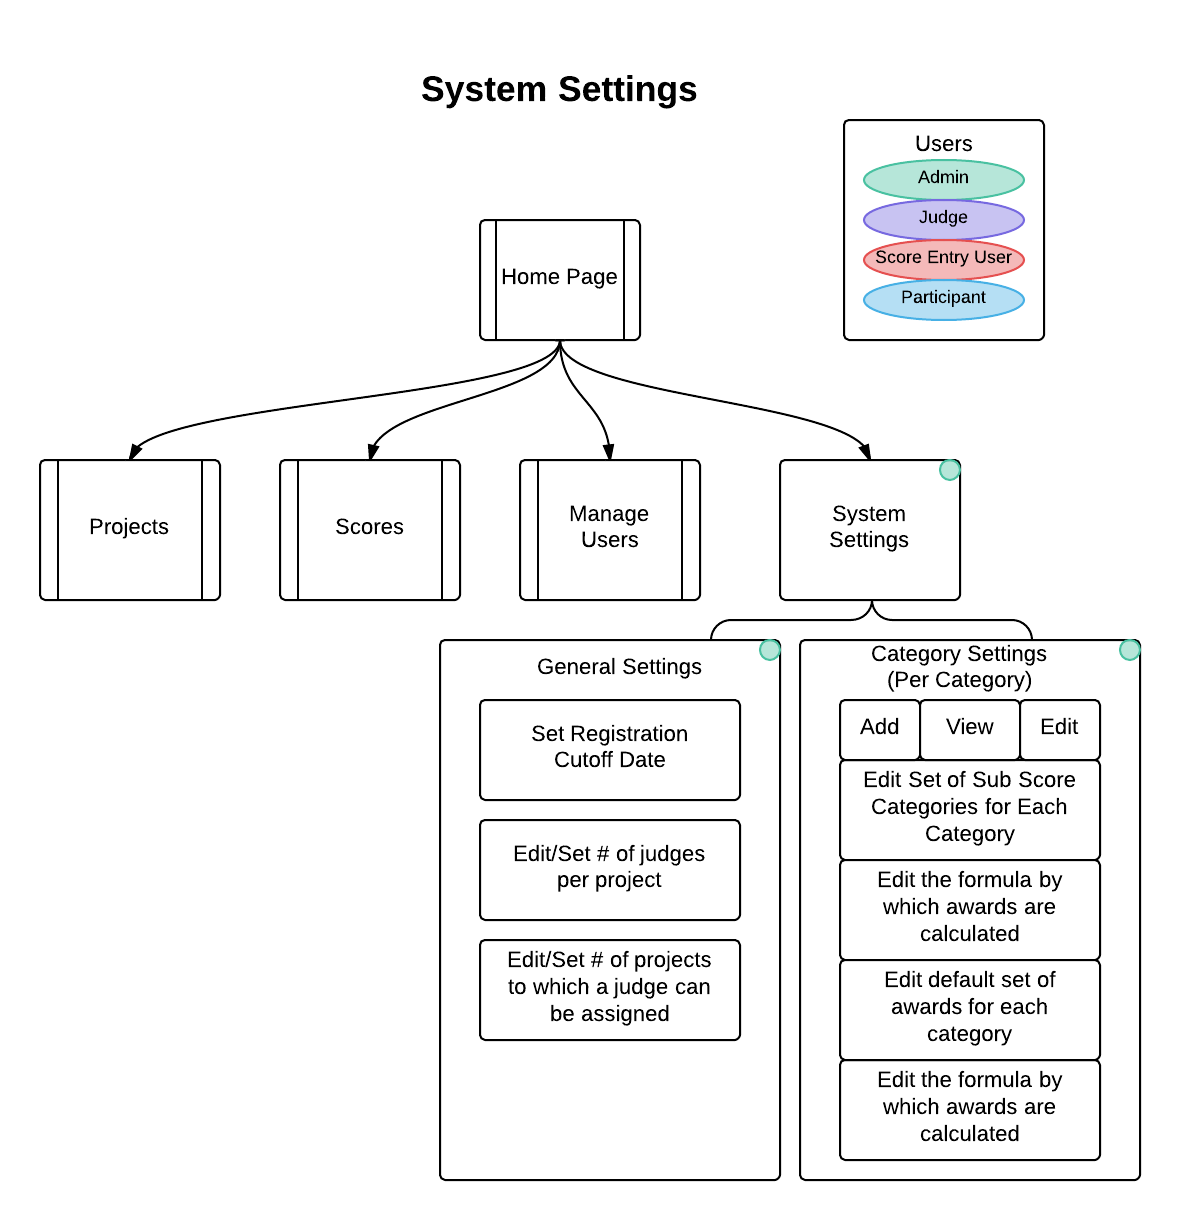 System Settings
Users
Admin
Judge
Score Entry User
Participant
Home Page
Projects
Scores
Manage
Users
System
Settings
General Settings
Set Registration
Cutoff Date
Edit/Set # of judges
per project
Edit/Set # of projects
to which a judge can
be assigned
Category Settings
(Per Category)
Add
View
Edit
Edit Set of Sub Score
Categories for Each
Category
Edit the formula by
which awards are
calculated
Edit default set of
awards for each
category
Edit the formula by
which awards are
calculated